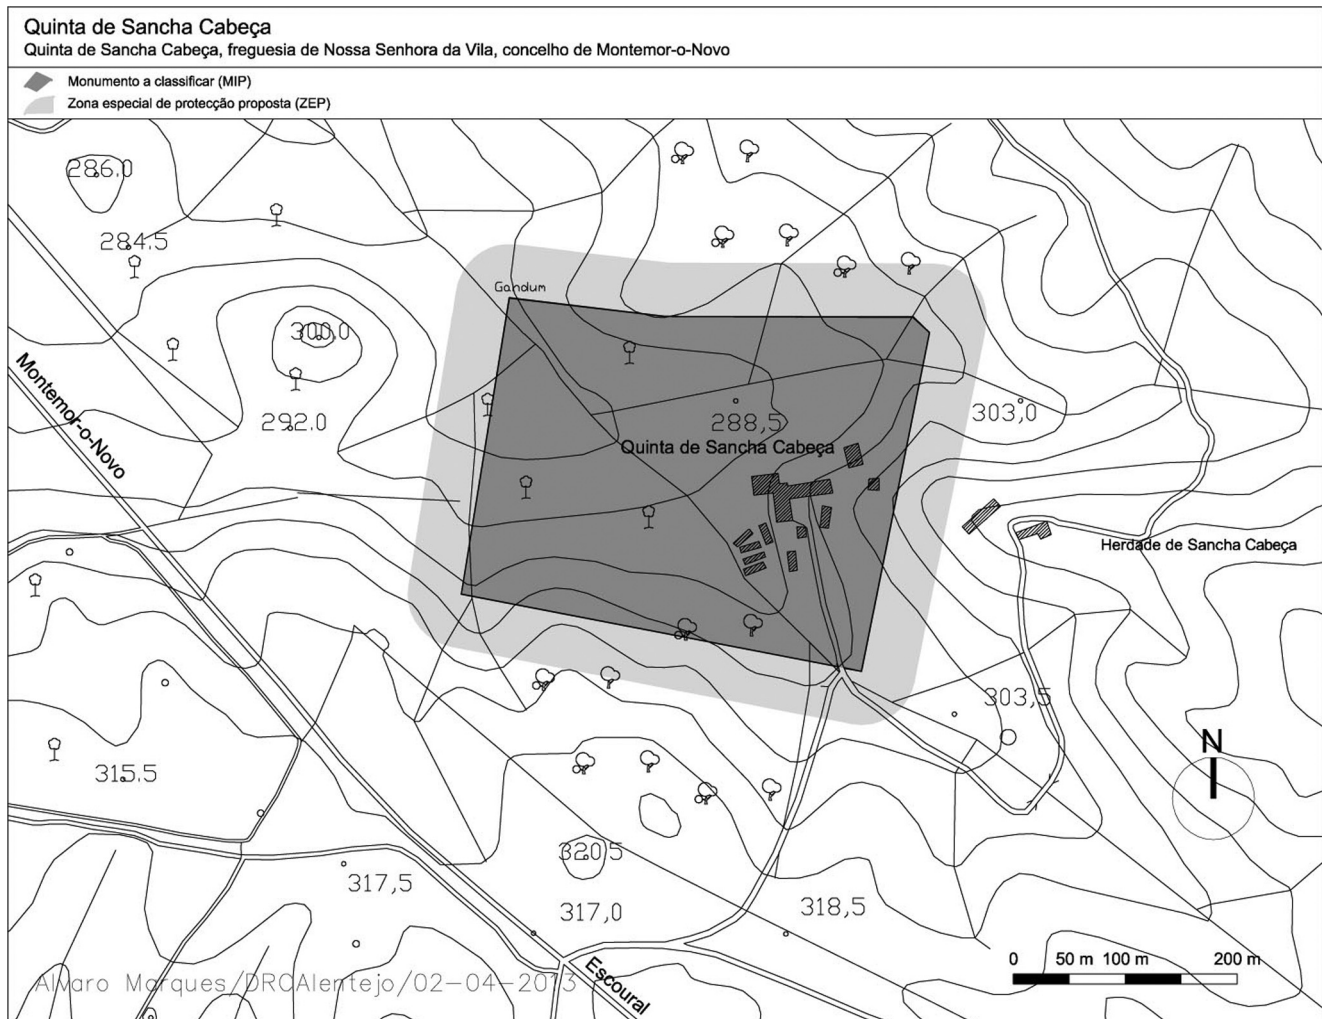 Quinta de Sancha Cabeça
Quinta de Sancha Cabeça, freguesia de Nossa Senhora da Vila, concelho de Montemor-o-Novo
Monumento a classificar (MIP)
Zona especial de protecção proposta (ZEP)
286.0
284.5
Gandum
300.0
Montemor-o-Novo
292.0
288,5
303,0
Quinta de Sancha Cabeça
Herdade de Sancha Cabeça
303,5
N
315.5
320.5
317,5
317,0
318,5
0 50 m 100 m 200 m
Alvaro Marques/DRCAlentejo/02-04-2013
Escoural